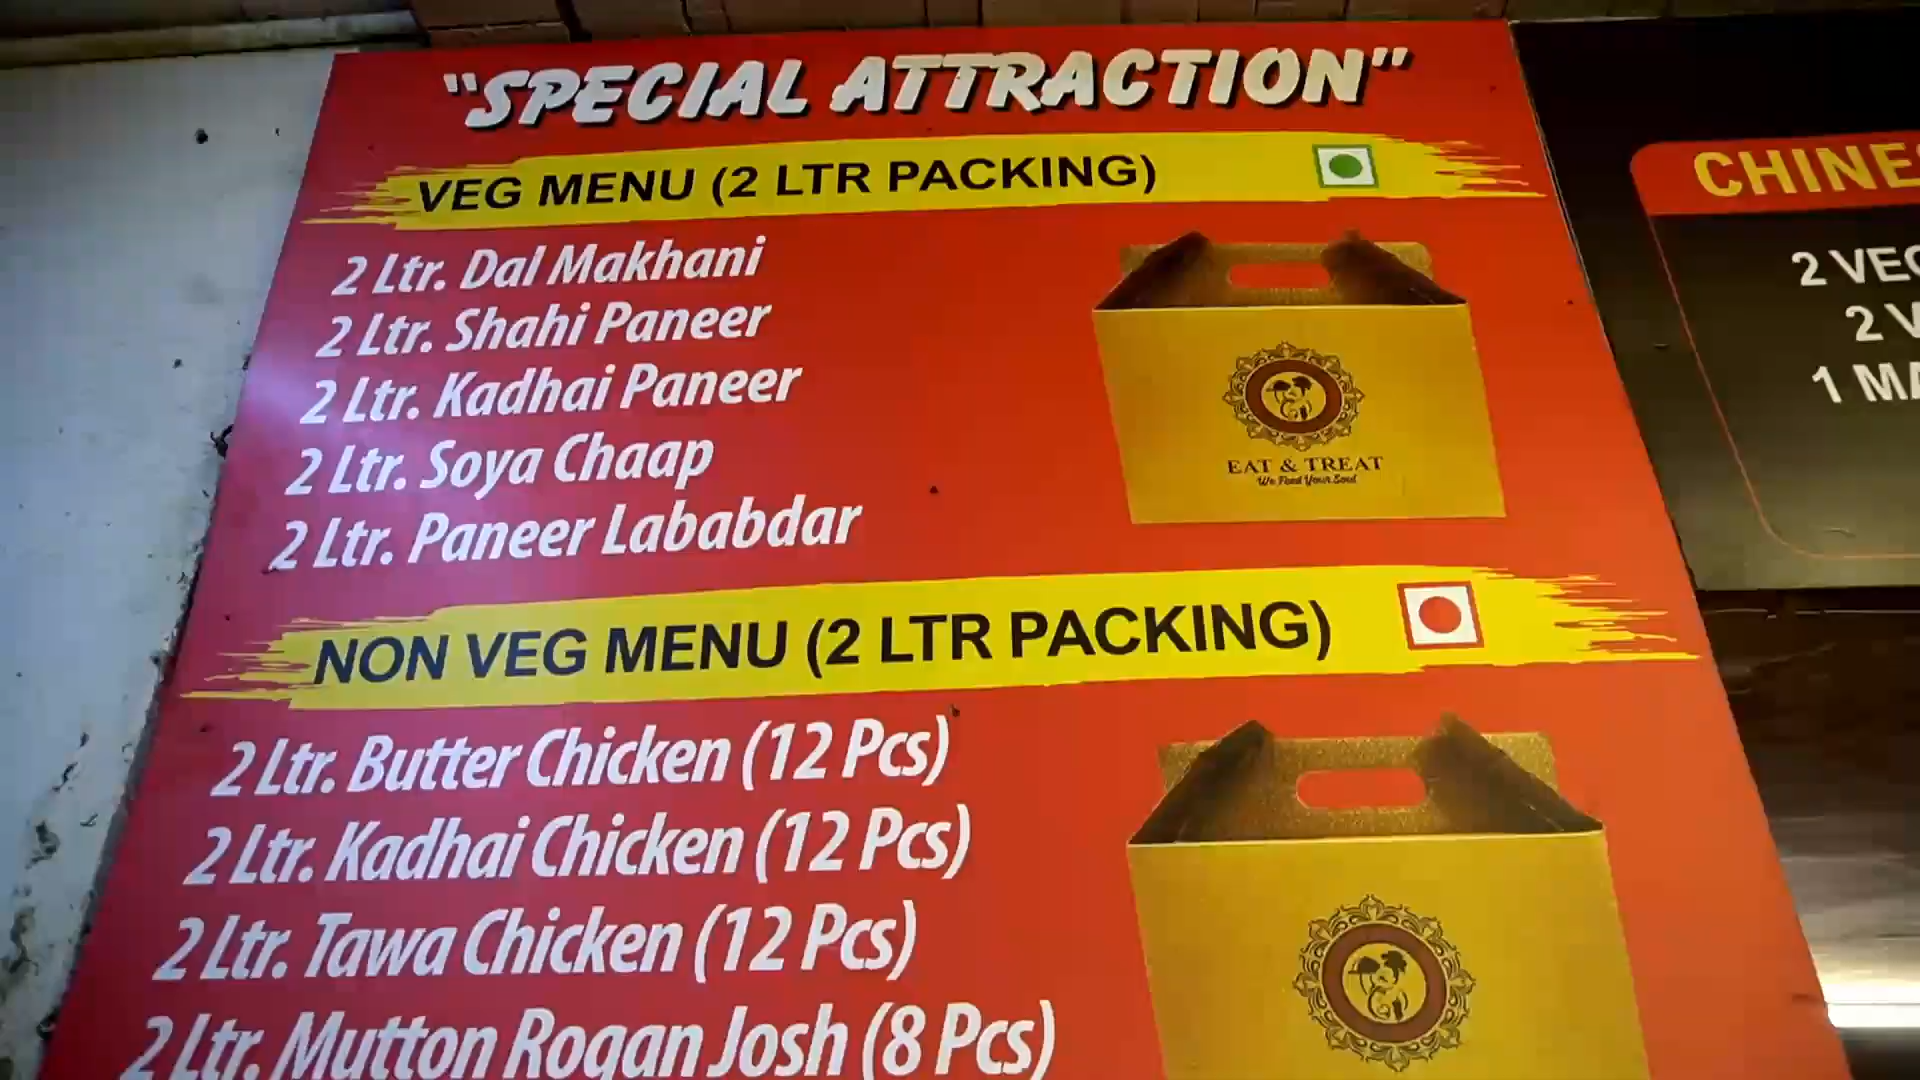 "SPECIAL ATTRACTION"
VEG MENU (2 LTR PACKING)
2 Ltr. Dal Makhani
2 Ltr. Shahi Paneer
2 Ltr. Kadhai Paneer
2 Ltr. Soya Chaap
2 Ltr. Paneer Lababdar
EAT & TREAT
We Feed Your Soul
NON VEG MENU (2 LTR PACKING)
2 Ltr. Butter Chicken (12 Pcs)
2 Ltr. Kadhai Chicken (12 Pcs)
2 Ltr. Tawa Chicken (12 Pcs)
2 Ltr. Mutton Rogan Josh (8 Pcs)
2
1